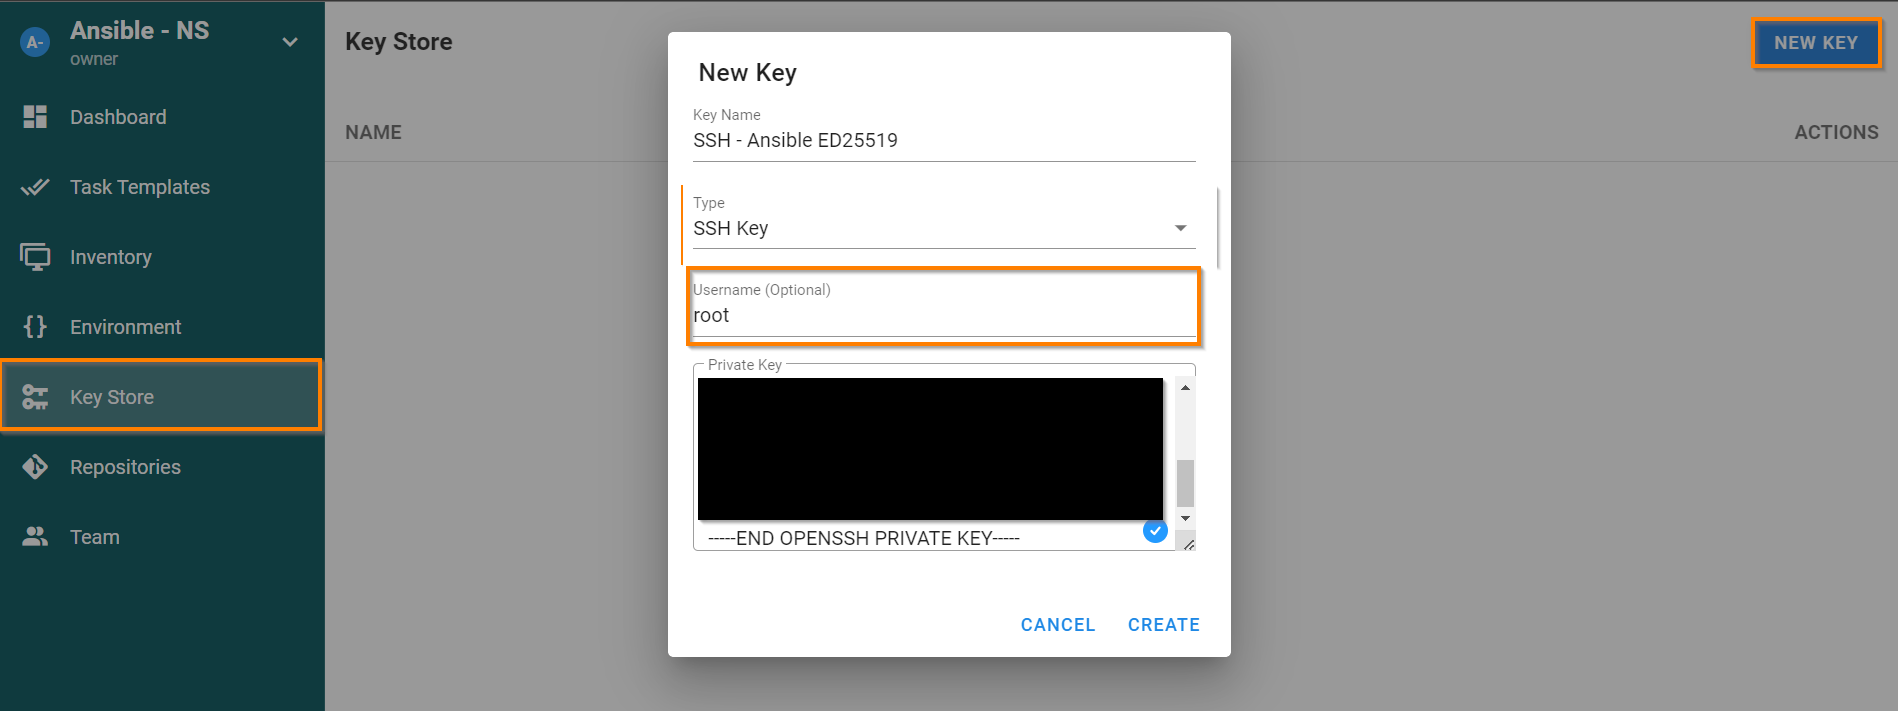 A-
Ansible - NS
owner
Dashboard
Task Templates
Inventory
Environment
Key Store
Repositories
Team
Key Store
NEW KEY
NAME
ACTIONS
New Key
Key Name
SSH - Ansible ED25519
Type
SSH Key
Username (Optional)
root
Private Key
-----END OPENSSH PRIVATE KEY-----
CANCEL
CREATE